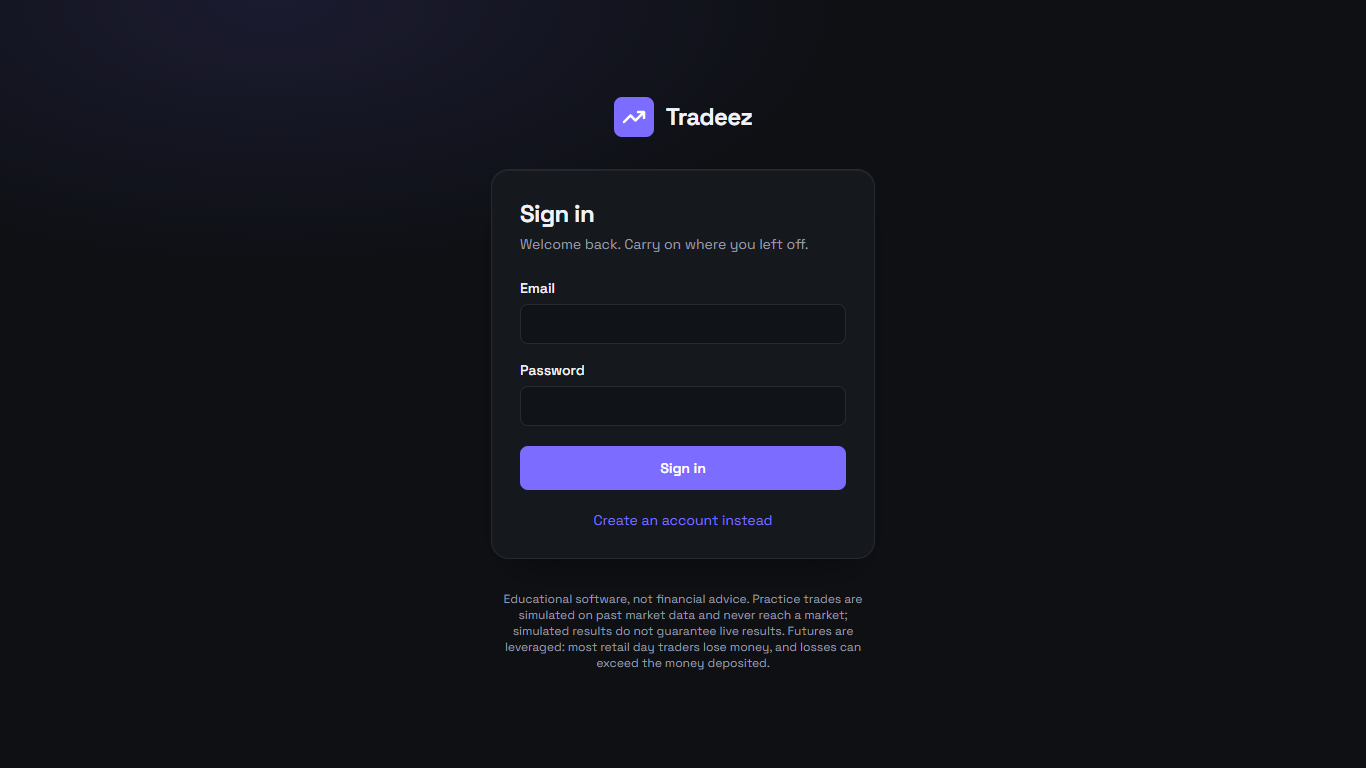 Tradeez
Sign in
Welcome back. Carry on where you left off.
Email
Password
Sign in
Create an account instead
Educational software, not financial advice. Practice trades are
simulated on past market data and never reach a market;
simulated results do not guarantee live results. Futures are
leveraged: most retail day traders lose money, and losses can
exceed the money deposited.